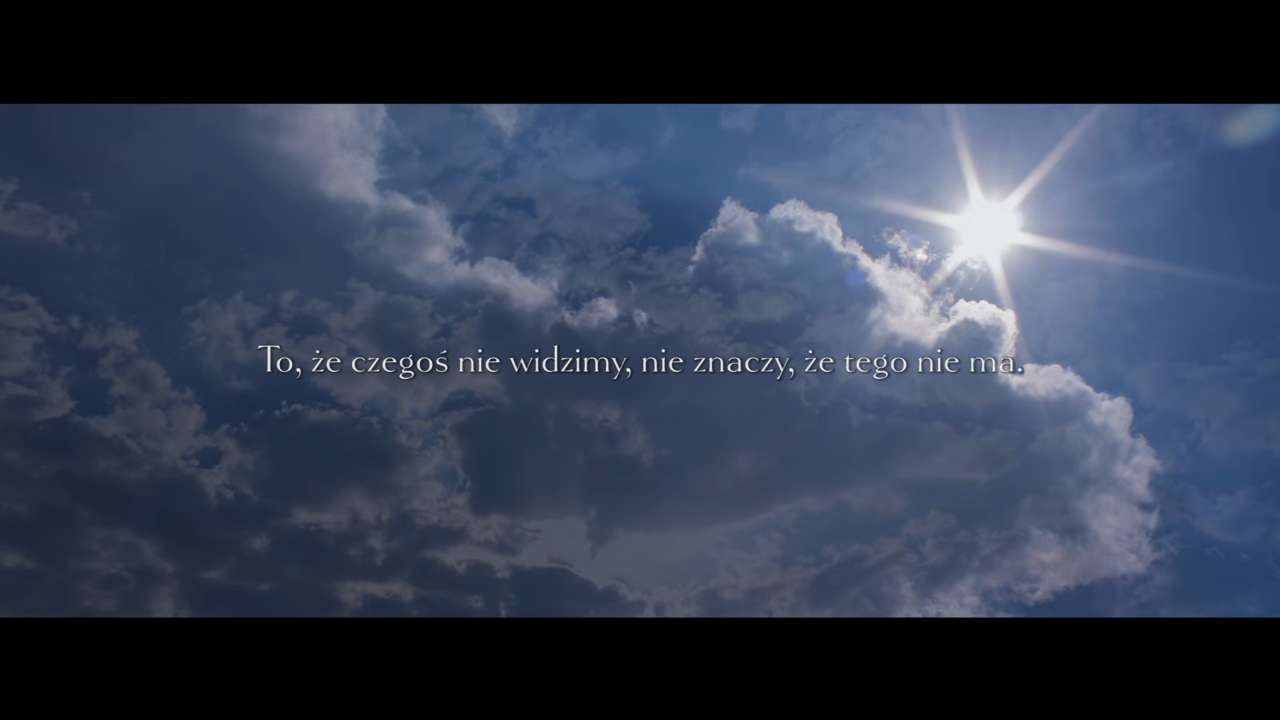 To, że czegoś nie widzimy, nie znaczy, że tego nie ma.